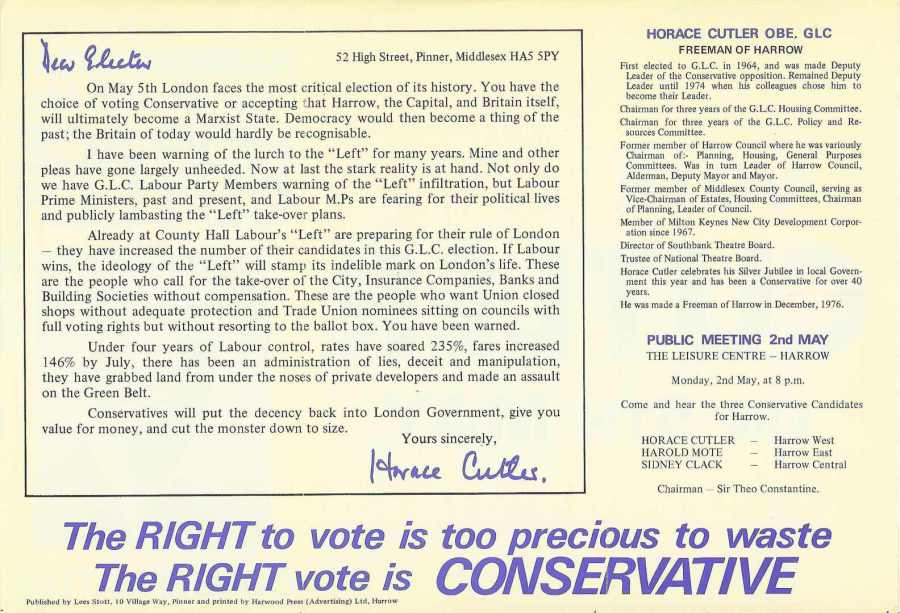 Dear Elector
52 High Street, Pinner, Middlesex HA5 5PY
On May 5th London faces the most critical election of its history. You have the
choice of voting Conservative or accepting that Harrow, the Capital, and Britain itself,
will ultimately become a Marxist State. Democracy would then become a thing of the
past; the Britain of today would hardly be recognisable.
I have been warning of the lurch to the "Left" for many years. Mine and other
pleas have gone largely unheeded. Now at last the stark reality is at hand. Not only do
we have G.L.C. Labour Party Members warning of the "Left" infiltration, but Labour
Prime Ministers, past and present, and Labour M.Ps are fearing for their political lives
and publicly lambasting the "Left" take-over plans.
Already at County Hall Labour's "Left" are preparing for their rule of London
– they have increased the number of their candidates in this G.L.C. election. If Labour
wins, the ideology of the "Left" will stamp its indelible mark on London's life. These
are the people who call for the take-over of the City, Insurance Companies, Banks and
Building Societies without compensation. These are the people who want Union closed
shops without adequate protection and Trade Union nominees sitting on councils with
full voting rights but without resorting to the ballot box. You have been warned.
Under four years of Labour control, rates have soared 235%, fares increased
146% by July, there has been an administration of lies, deceit and manipulation,
they have grabbed land from under the noses of private developers and made an assault
on the Green Belt.
Conservatives will put the decency back into London Government, give you
value for money, and cut the monster down to size.
Yours sincerely,
Horace Cutler.
HORACE CUTLER OBE. GLC
FREEMAN OF HARROW
First elected to G.L.C. in 1964, and was made Deputy
Leader of the Conservative opposition. Remained Deputy
Leader until 1974 when his colleagues chose him to
become their Leader.
Chairman for three years of the G.L.C. Housing Committee.
Chairman for three years of the G.L.C. Policy and Re-
sources Committee.
Former member of Harrow Council where he was variously
Chairman of:- Planning, Housing, General Purposes
Committees. Was in turn Leader of Harrow Council,
Alderman, Deputy Mayor and Mayor.
Former member of Middlesex County Council, serving as
Vice-Chairman of Estates, Housing Committees, Chairman
of Planning, Leader of Council.
Member of Milton Keynes New City Development Corpor-
ation since 1967.
Director of Southbank Theatre Board.
Trustee of National Theatre Board.
Horace Cutler celebrates his Silver Jubilee in local Govern-
ment this year and has been a Conservative for over 40
years.
He was made a Freeman of Harrow in December, 1976.
PUBLIC MEETING 2nd MAY
THE LEISURE CENTRE – HARROW
Monday, 2nd May, at 8 p.m.
Come and hear the three Conservative Candidates
for Harrow.
HORACE CUTLER – Harrow West
HAROLD MOTE – Harrow East
SIDNEY CLACK – Harrow Central
Chairman – Sir Theo Constantine.
The RIGHT to vote is too precious to waste
The RIGHT vote is CONSERVATIVE
Published by Lees Stott, 10 Village Way, Pinner and printed by Harwood Press (Advertising) Ltd, Harrow